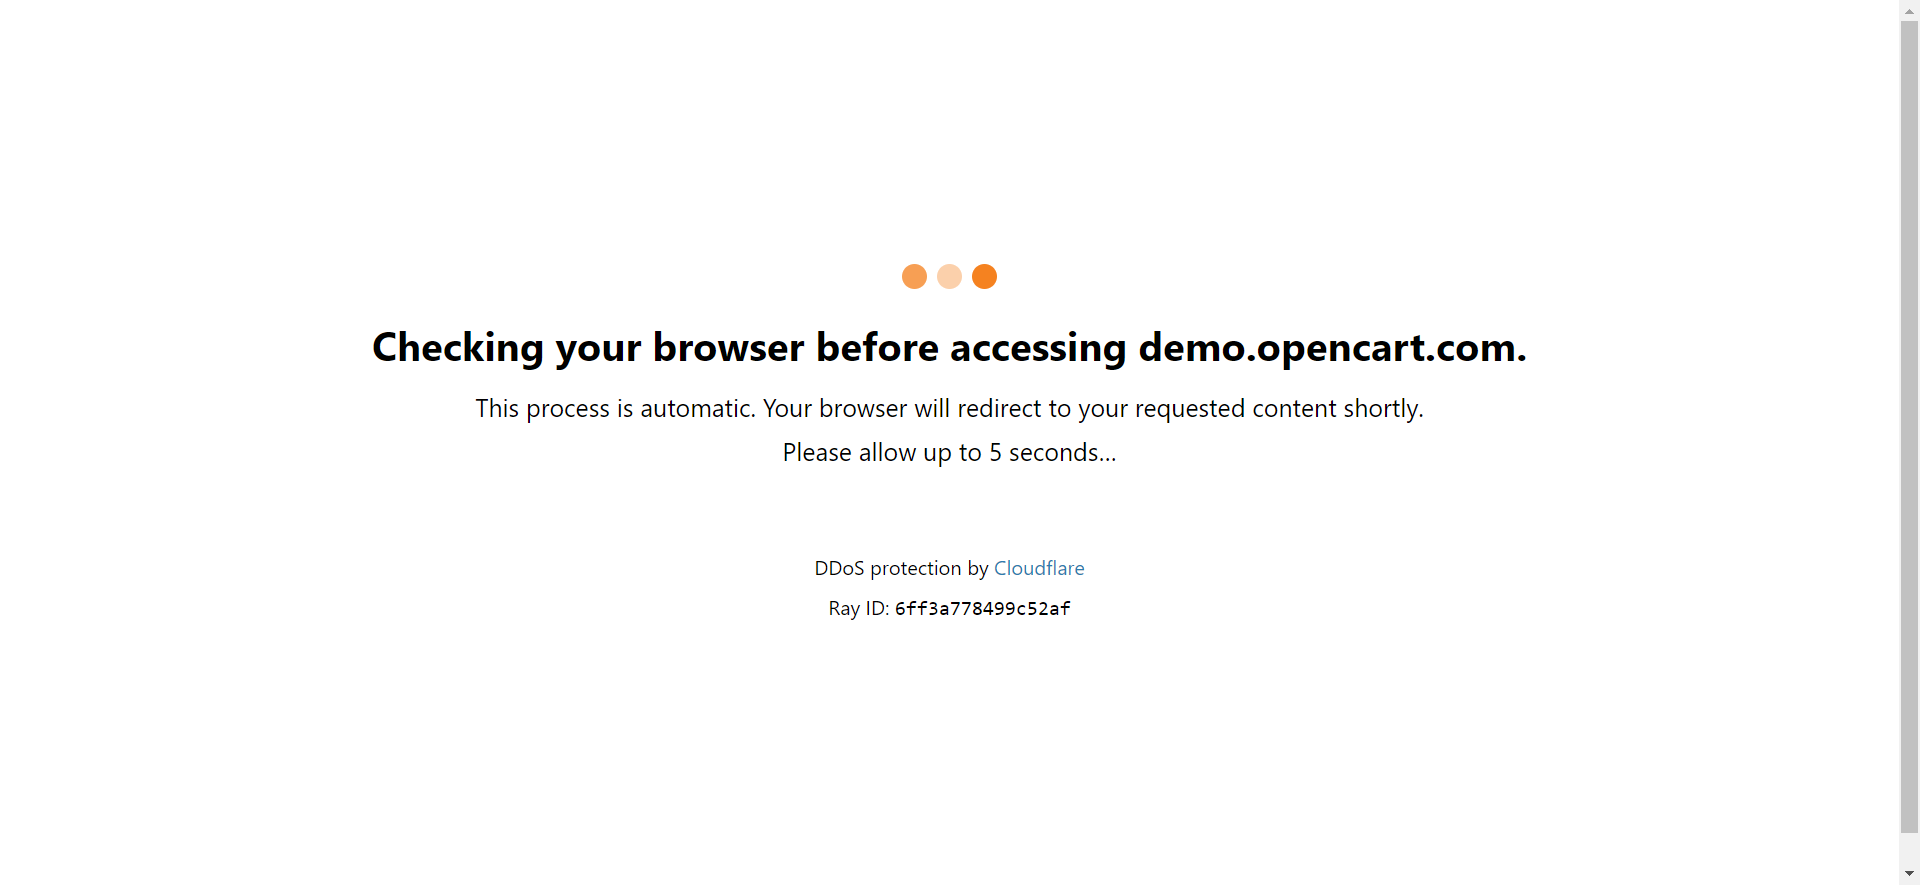 Checking your browser before accessing demo.opencart.com.
This process is automatic. Your browser will redirect to your requested content shortly.
Please allow up to 5 seconds...
DDoS protection by Cloudflare
Ray ID: 6ff3a778499c52af